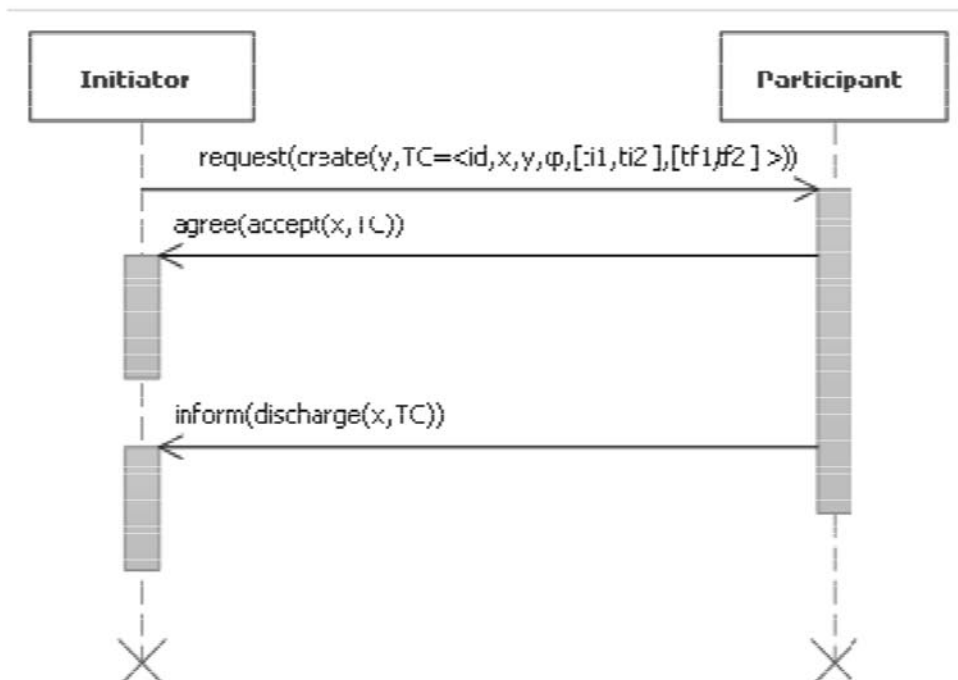 Initiator
Participant
request(create(y,TC=<id,x,y,φ,[ti1,ti2],[tf1,tf2]>))
agree(accept(x,TC))
inform(discharge(x,TC))